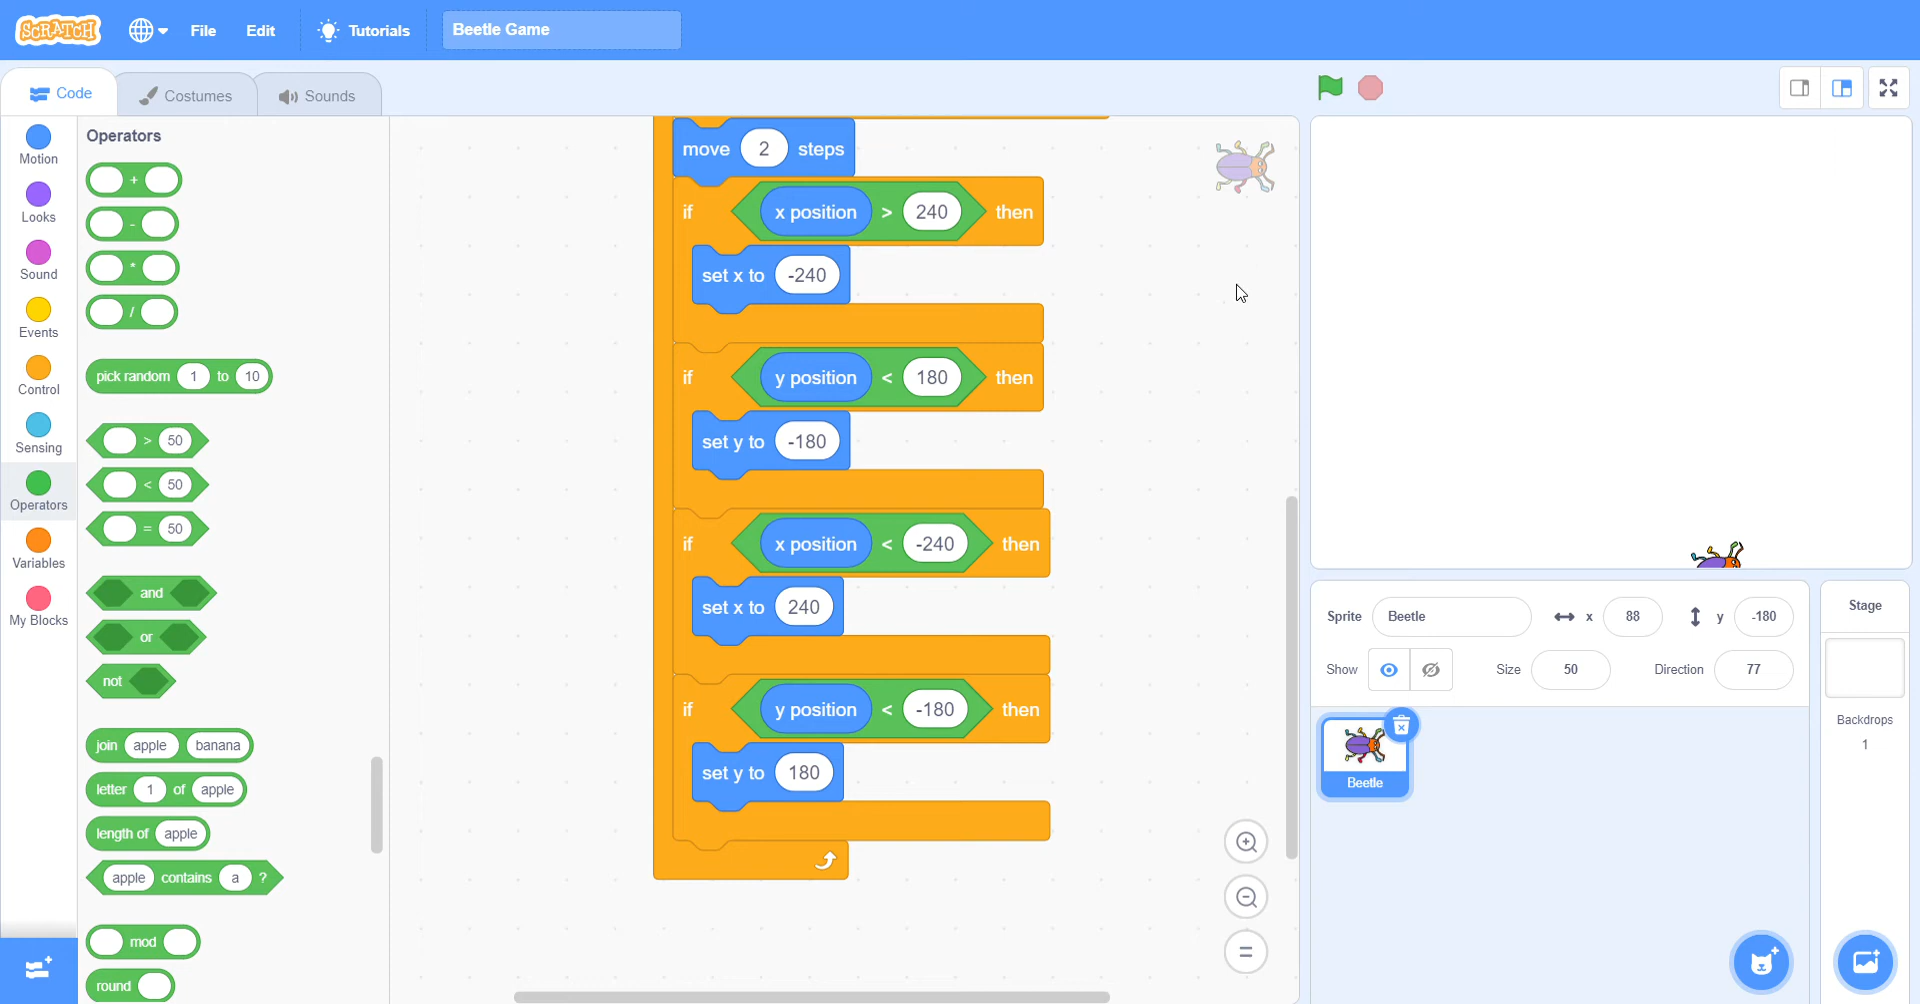 SCRATCH File Edit Tutorials Beetle Game
Code Costumes Sounds
Motion
Looks
Sound
Events
Control
Sensing
Operators
Variables
My Blocks
Operators
+
-
*
/
pick random 1 to 10
> 50
< 50
= 50
and
or
not
join apple banana
letter 1 of apple
length of apple
apple contains a ?
mod
round
move 2 steps
if x position > 240 then
set x to -240
if y position < 180 then
set y to -180
if x position < -240 then
set x to 240
if y position < -180 then
set y to 180
Sprite Beetle x 88 y -180
Show Size 50 Direction 77
Beetle
Stage
Backdrops
1